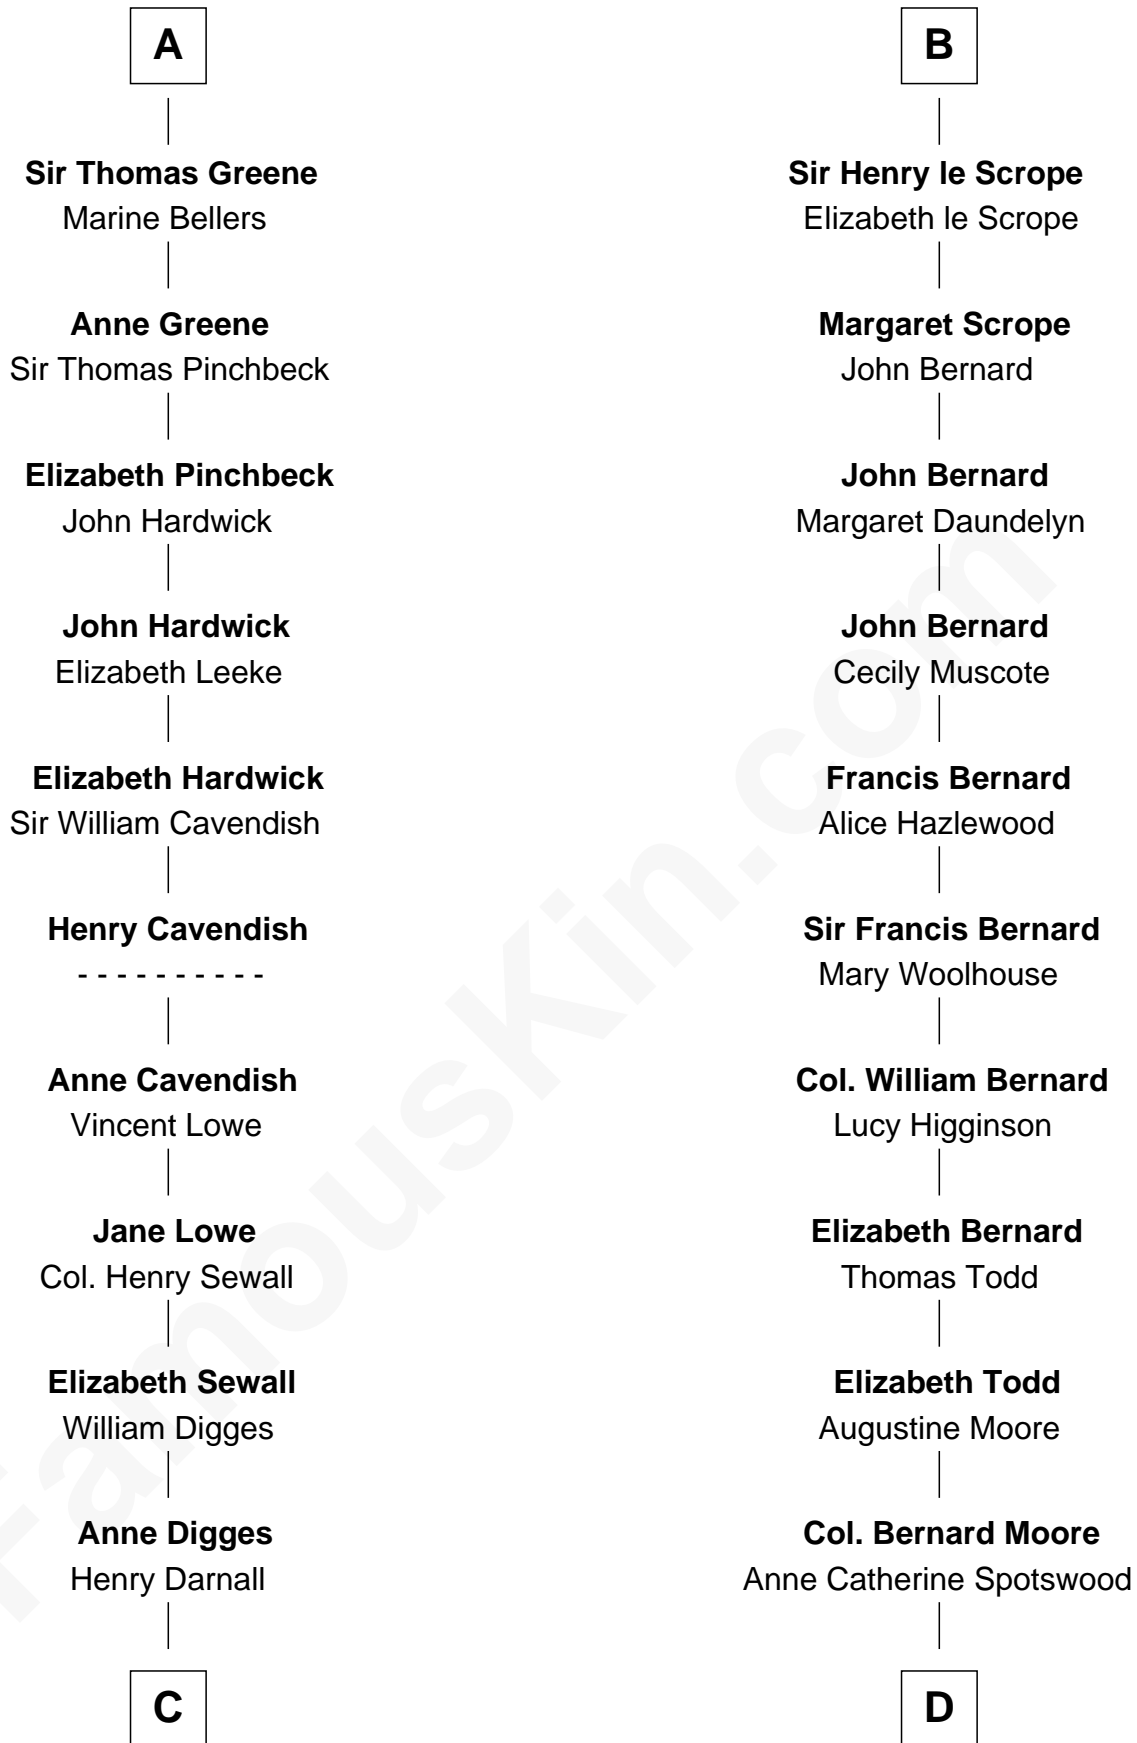 A
Sir Thomas Greene
Marine Bellers
Anne Greene
Sir Thomas Pinchbeck
Elizabeth Pinchbeck
John Hardwick
John Hardwick
Elizabeth Leeke
Elizabeth Hardwick
Sir William Cavendish
Henry Cavendish
- - - - - - - - - -
Anne Cavendish
Vincent Lowe
Jane Lowe
Col. Henry Sewall
Elizabeth Sewall
William Digges
Anne Digges
Henry Darnall
C
B
Sir Henry le Scrope
Elizabeth le Scrope
Margaret Scrope
John Bernard
John Bernard
Margaret Daundelyn
John Bernard
Cecily Muscote
Francis Bernard
Alice Hazlewood
Sir Francis Bernard
Mary Woolhouse
Col. William Bernard
Lucy Higginson
Elizabeth Bernard
Thomas Todd
Elizabeth Todd
Augustine Moore
Col. Bernard Moore
Anne Catherine Spotswood
D
FamousKin.com